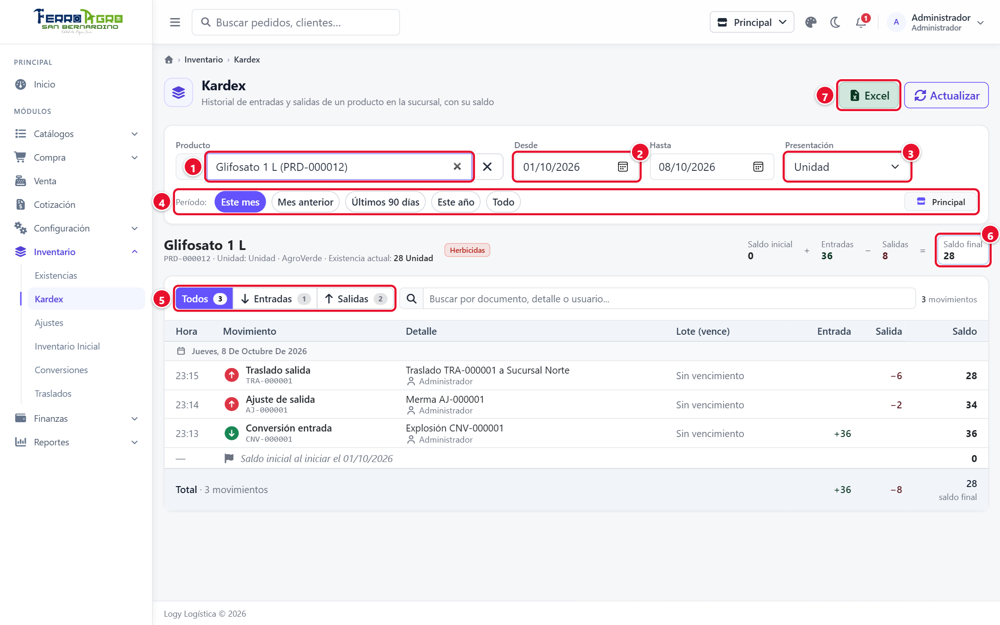 FERRO AGRO
SAN BERNARDINO
Buscar pedidos, clientes...
Principal
1
A
Administrador
Administrador
PRINCIPAL
Inicio
MÓDULOS
Catálogos
Compra
Venta
Cotización
Configuración
Inventario
Existencias
Kardex
Ajustes
Inventario Inicial
Conversiones
Traslados
Finanzas
Reportes
Inventario › Kardex
Kardex
Historial de entradas y salidas de un producto en la sucursal, con su saldo
7
Excel
Actualizar
Producto
Desde
Hasta
Presentación
1
Glifosato 1 L (PRD-000012)
01/10/2026
2
08/10/2026
Unidad
3
4
Período:
Este mes
Mes anterior
Últimos 90 días
Este año
Todo
Principal
Glifosato 1 L
PRD-000012 · Unidad: Unidad · AgroVerde · Existencia actual: 28 Unidad
Herbicidas
Saldo inicial
0
+
Entradas
36
−
Salidas
8
=
Saldo final
28
6
5
Todos 3
Entradas 1
Salidas 2
Buscar por documento, detalle o usuario...
3 movimientos
Hora Movimiento Detalle Lote (vence) Entrada Salida Saldo
Jueves, 8 De Octubre De 2026
23:15 Traslado salida Traslado TRA-000001 a Sucursal Norte Sin vencimiento −6 28
TRA-000001 Administrador
23:14 Ajuste de salida Merma AJ-000001 Sin vencimiento −2 34
AJ-000001 Administrador
23:13 Conversión entrada Explosión CNV-000001 Sin vencimiento +36 36
CNV-000001 Administrador
— Saldo inicial al iniciar el 01/10/2026 0
Total · 3 movimientos +36 −8 28
saldo final
Logy Logística © 2026